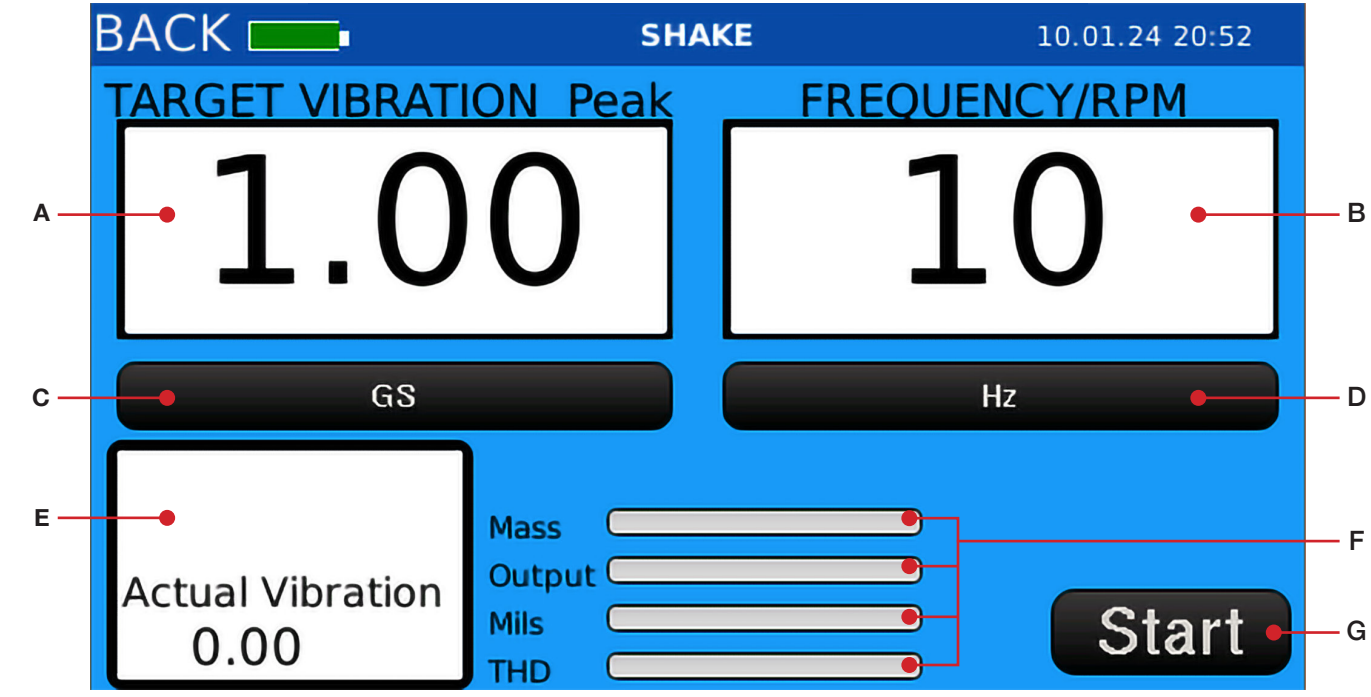 BACK SHAKE 10.01.24 20:52
TARGET VIBRATION Peak FREQUENCY/RPM
A 1.00 10 B
C GS Hz D
E
Actual Vibration
0.00
Mass
Output
Mils
THD
F
Start G